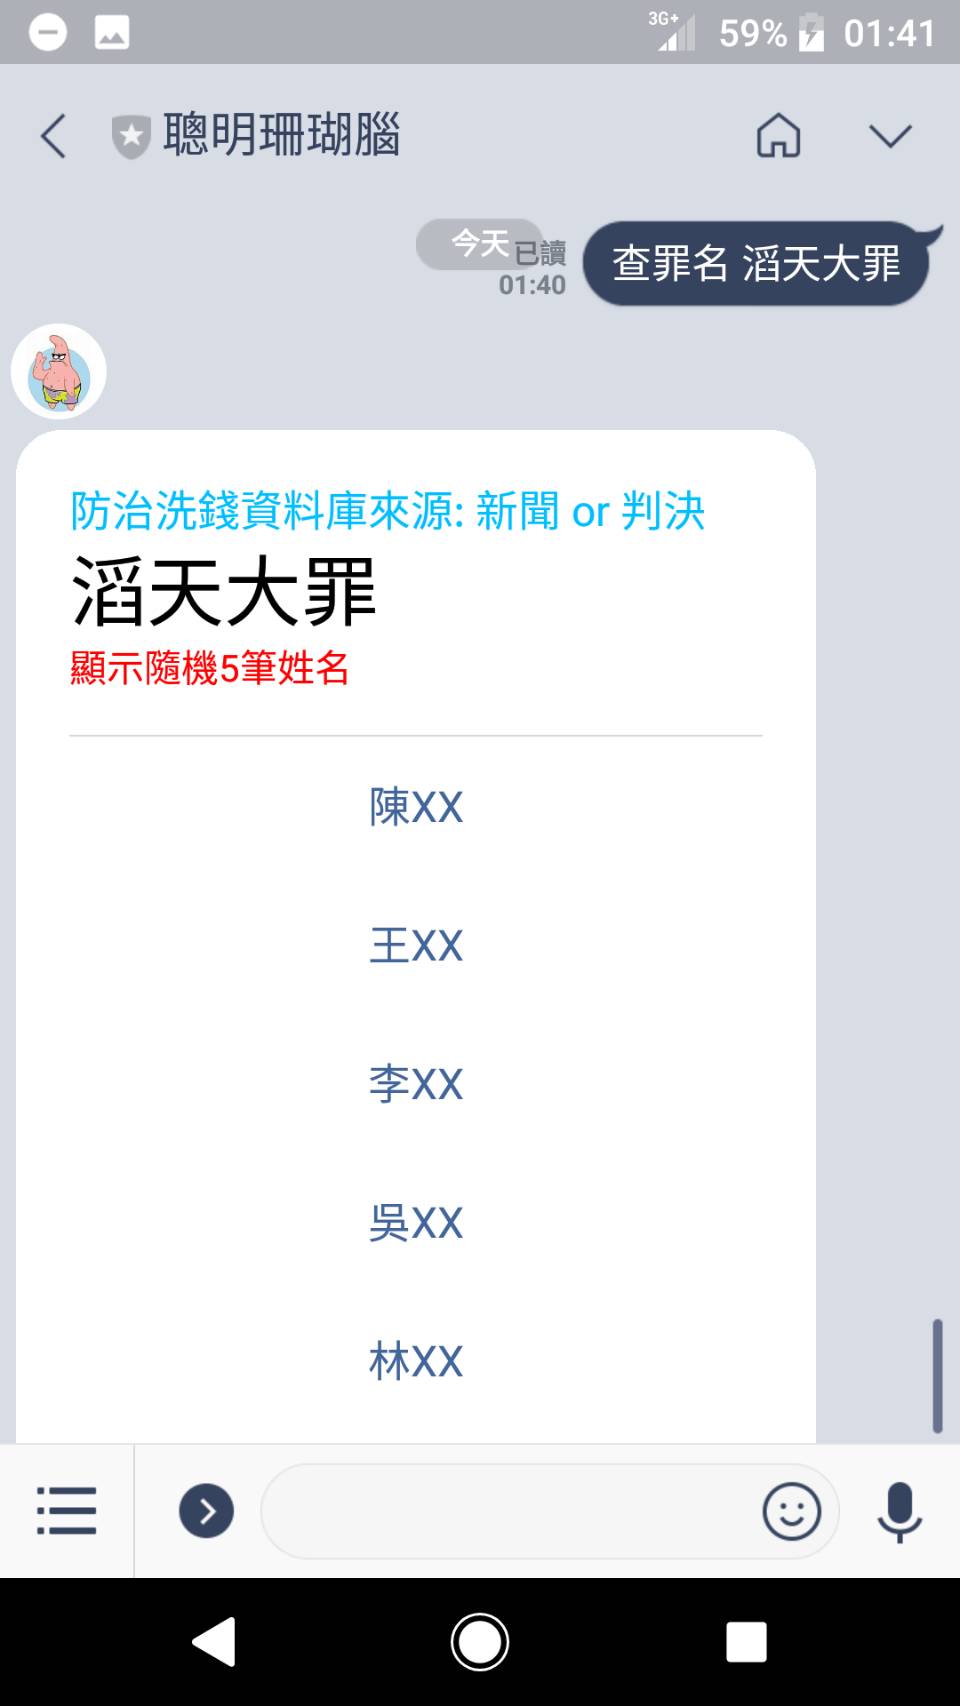 3G+ 59% 01:41
聰明珊瑚腦
今天
已讀
01:40
查罪名 滔天大罪
防治洗錢資料庫來源: 新聞 or 判決
滔天大罪
顯示隨機5筆姓名
陳XX
王XX
李XX
吳XX
林XX